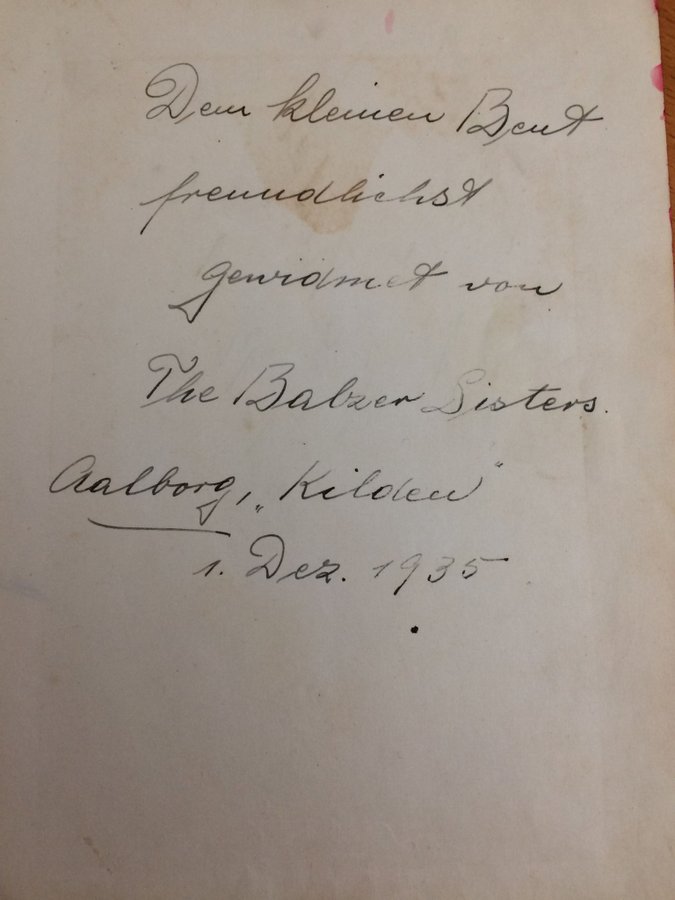 Dem kleinen Bent
freundlichst
gewidmet von
The Balzer Sisters.
Aalborg, „Kilden"
1. Dez. 1935